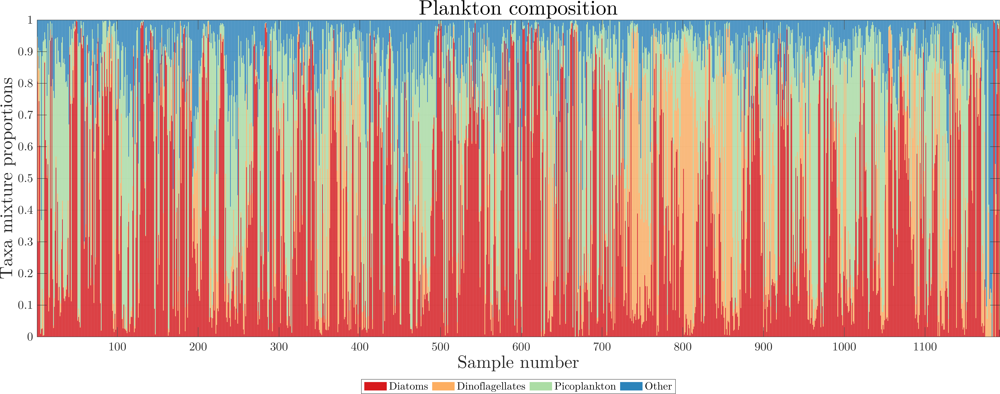 Plankton composition
Taxa mixture proportions
1
0.9
0.8
0.7
0.6
0.5
0.4
0.3
0.2
0.1
0
100 200 300 400 500 600 700 800 900 1000 1100
Sample number
Diatoms Dinoflagellates Picoplankton Other